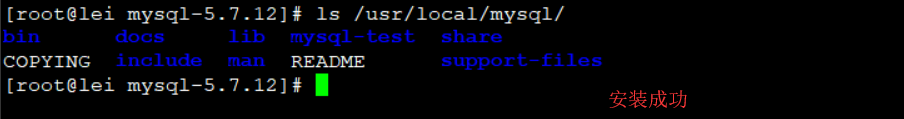 [root@lei mysql-5.7.12]# ls /usr/local/mysql/
bin docs lib mysql-test share
COPYING include man README support-files
[root@lei mysql-5.7.12]#
安装成功